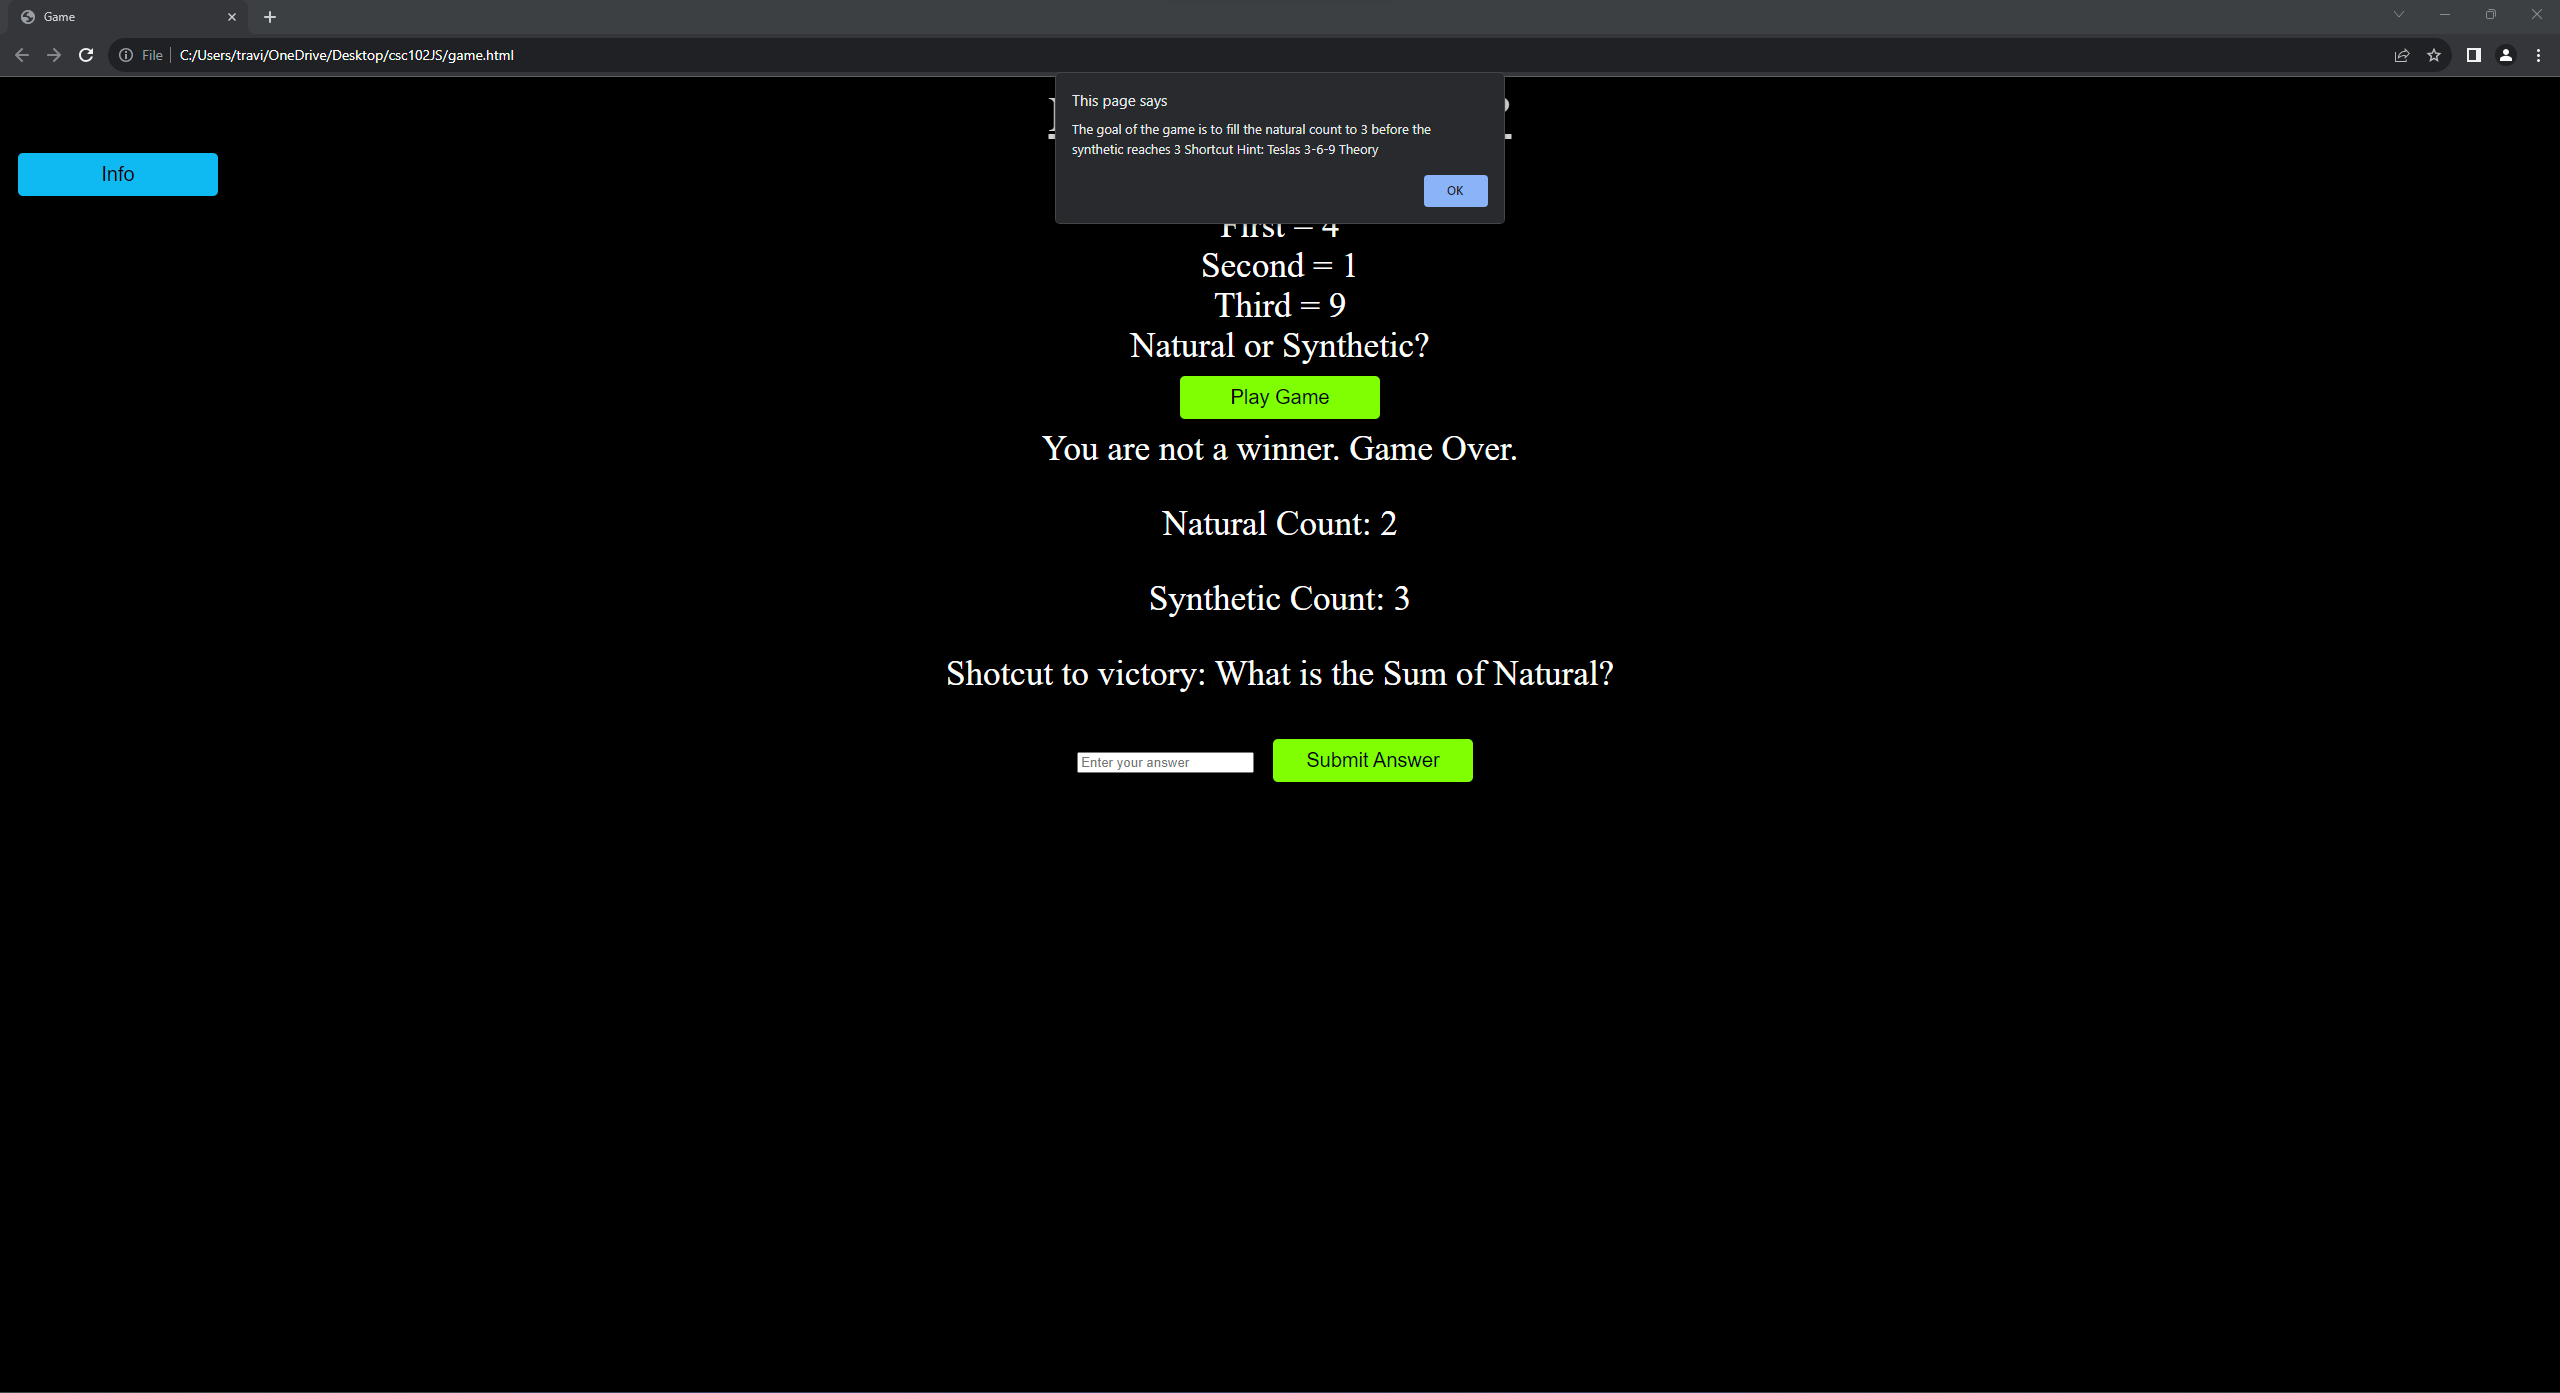 Game
File
C:/Users/travi/OneDrive/Desktop/csc102JS/game.html
This page says
The goal of the game is to fill the natural count to 3 before the
synthetic reaches 3 Shortcut Hint: Teslas 3-6-9 Theory
OK
Info
First = 4
Second = 1
Third = 9
Natural or Synthetic?
Play Game
You are not a winner. Game Over.
Natural Count: 2
Synthetic Count: 3
Shotcut to victory: What is the Sum of Natural?
Enter your answer
Submit Answer